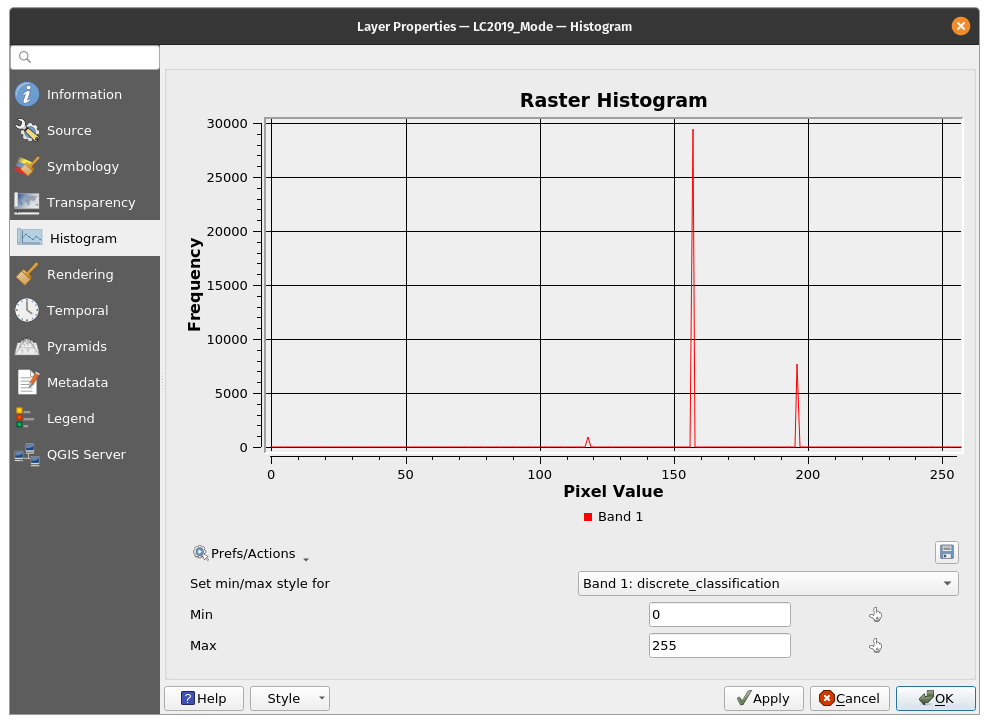 Layer Properties — LC2019_Mode — Histogram
Information
Source
Symbology
Transparency
Histogram
Rendering
Temporal
Pyramids
Metadata
Legend
QGIS Server
Raster Histogram
30000
25000
20000
15000
10000
5000
0
Frequency
0 50 100 150 200 250
Pixel Value
Band 1
Prefs/Actions
Set min/max style for Band 1: discrete_classification
Min 0
Max 255
Help Style Apply Cancel OK